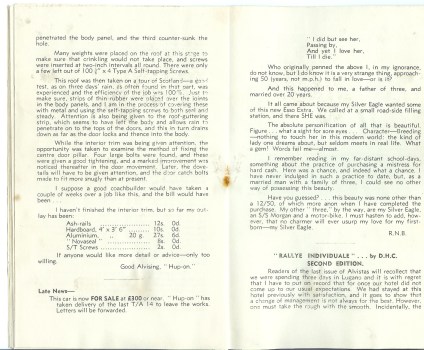 penetrated the body panel, and the third counter-sunk the
hole.
Many weights were placed on the roof at this stage to
make sure that crinkling would not take place, and screws
were inserted at two-inch intervals all round. There were only
a few left out of 100 ¾" x 4 Type A Self-tapping Screws.
This roof was then taken on a tour of Scotland—a good
test, as on three days' rain, as often found in that part, was
experienced and the efficiency of the job was 100%. Just to
make sure, strips of thin rubber were placed over the joints
in the body panels, and I am in the process of covering these
with metal and using the self-tapping screws to both seal and
steady. Attention is also being given to the roof-guttering
strip, which seems to have left the body and allows rain to
penetrate on to the tops of the doors, and this in turn drains
down as far as the door locks and thence into the body.
While the interior trim was being given attention, the
opportunity was taken to examine the method of fixing the
centre door pillar. Four large bolts were found, and these
were given a good tightening, and a marked improvement was
noticed thereafter in the door movement. Later, the door
tails will have to be given attention, and the door catch bolts
made to fit more snugly than at present.
I suppose a good coachbuilder would have taken a
couple of weeks over a job like this, and the bill would have
been . . .
I haven't finished the interior trim, but so far my out-
lay has been:
Ash-rails 12s. 0d.
Hardboard, 4' x 3' 6" 10s. 0d.
Aluminium, 20 g. 27s. 6d.
" Novaseal " 8s. 0d.
S/T Screws 2s. 0d.
If anyone would like more detail or advice—only too
willing.
Good Alvising, " Hup-on."
Late News—
This car is now FOR SALE at £300 or near. " Hup-on " has
taken delivery of the last T/A 14 to leave the works.
Letters will be forwarded.
" I did but see her,
Passing by,
And yet I love her,
Till I die."
Who originally penned the above I, in my ignorance,
do not know, but I do know it is a very strange thing, approach-
ing 50 (years, not m.p.h.) to fall in love—or is it?
And this happened to me, a father of three, and
married over 20 years.
It all came about because my Silver Eagle wanted some
of this new Esso Extra. We called at a small road-side filling
station, and there SHE was.
The absolute personification of all that is beautiful.
Figure . . . what a sight for sore eyes . . . Character—Breeding
—nothing to touch her in this modern world: the kind of
lady one dreams about, but seldom meets in real life. What
a gem! Words fail me—almost.
I remember reading in my far-distant school-days,
something about the practice of purchasing a mistress for
hard cash. Here was a chance, and indeed what a chance. I
have never indulged in such a practice to date, but, as a
married man with a family of three, I could see no other
way of possessing this beauty.
Have you guessed? . . . this beauty was none other than
a 12/50, of which more anon when I have completed the
purchase. My other " three," by the way, are my Silver Eagle,
an S/S Morgan and a motor-bike. I must hasten to add, how-
ever, that no charmer will ever usurp my love for my first-
born—my Silver Eagle.
R.N.B.
" RALLYE INDIVIDUALE " . . . by D.H.C.
SECOND EDITION.
Readers of the last issue of Alvistas will recollect that
we were spending three days in Lugano and it is with regret
that I have to put on record that for once our hotel did not
come up to our usual expectations. We had stayed at this
hotel previously with satisfaction, and it goes to show that
a change of management is not always for the best. However,
one must take the rough with the smooth. Incidentally, the